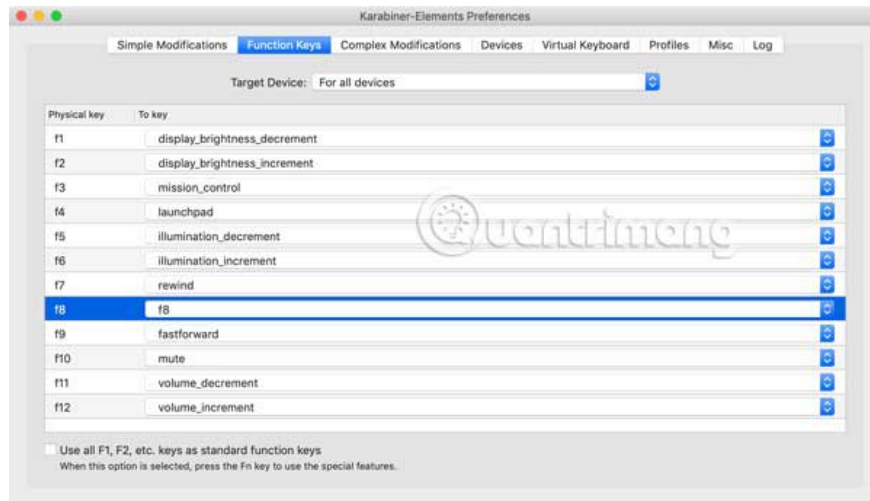 Karabiner-Elements Preferences
Simple Modifications Function Keys Complex Modifications Devices Virtual Keyboard Profiles Misc Log
Target Device: For all devices
Physical key To key
f1 display_brightness_decrement
f2 display_brightness_increment
f3 mission_control
f4 launchpad
f5 illumination_decrement
f6 illumination_increment
f7 rewind
f8 f8
f9 fastforward
f10 mute
f11 volume_decrement
f12 volume_increment
Quantrimang
Use all F1, F2, etc. keys as standard function keys
When this option is selected, press the Fn key to use the special features.